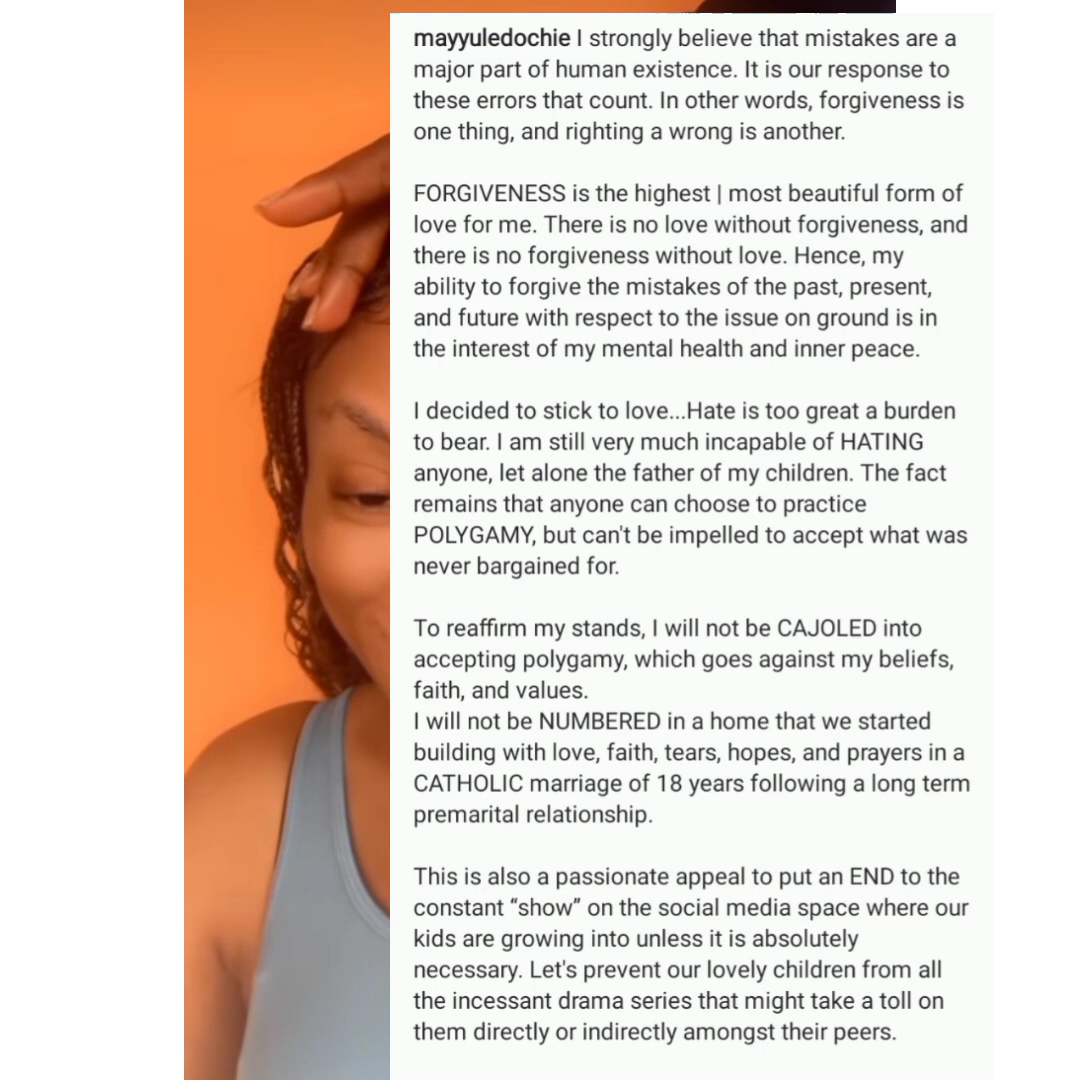 mayyuledochie I strongly believe that mistakes are a
major part of human existence. It is our response to
these errors that count. In other words, forgiveness is
one thing, and righting a wrong is another.
FORGIVENESS is the highest | most beautiful form of
love for me. There is no love without forgiveness, and
there is no forgiveness without love. Hence, my
ability to forgive the mistakes of the past, present,
and future with respect to the issue on ground is in
the interest of my mental health and inner peace.
I decided to stick to love...Hate is too great a burden
to bear. I am still very much incapable of HATING
anyone, let alone the father of my children. The fact
remains that anyone can choose to practice
POLYGAMY, but can't be impelled to accept what was
never bargained for.
To reaffirm my stands, I will not be CAJOLED into
accepting polygamy, which goes against my beliefs,
faith, and values.
I will not be NUMBERED in a home that we started
building with love, faith, tears, hopes, and prayers in a
CATHOLIC marriage of 18 years following a long term
premarital relationship.
This is also a passionate appeal to put an END to the
constant “show” on the social media space where our
kids are growing into unless it is absolutely
necessary. Let's prevent our lovely children from all
the incessant drama series that might take a toll on
them directly or indirectly amongst their peers.